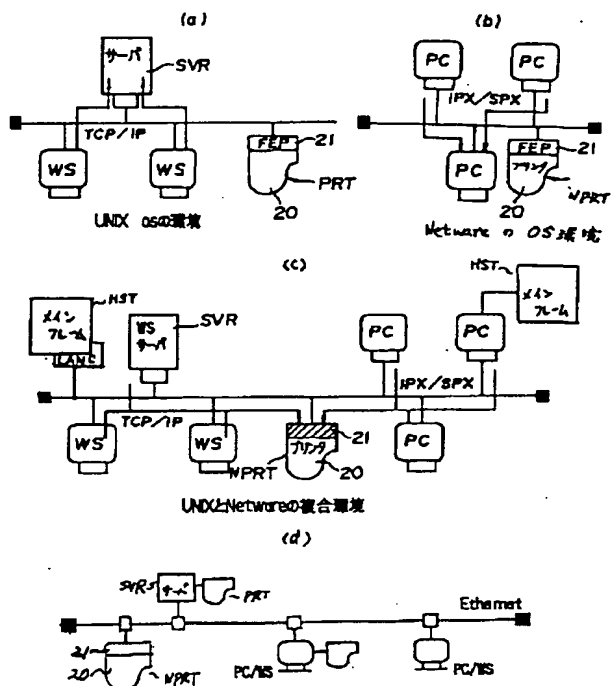 (a)
サーバ
SVR
TCP/IP
WS
WS
FEP
21
PRT
20
UNIX OSの環境
(b)
PC
PC
IPX/SPX
PC
FEP
21
プリンタ
20
NPRT
Netware の OS環境
(c)
HST
メイン
フレーム
LANC
WS
サーバ
SVR
PC
PC
HST
メイン
フレーム
IPX/SPX
TCP/IP
WS
WS
21
プリンタ
NPRT
20
PC
UNIXとNetwareの複合環境
(d)
SVRS
サーバ
PRT
Ethernet
21
20
NPRT
PC/WS
PC/WS